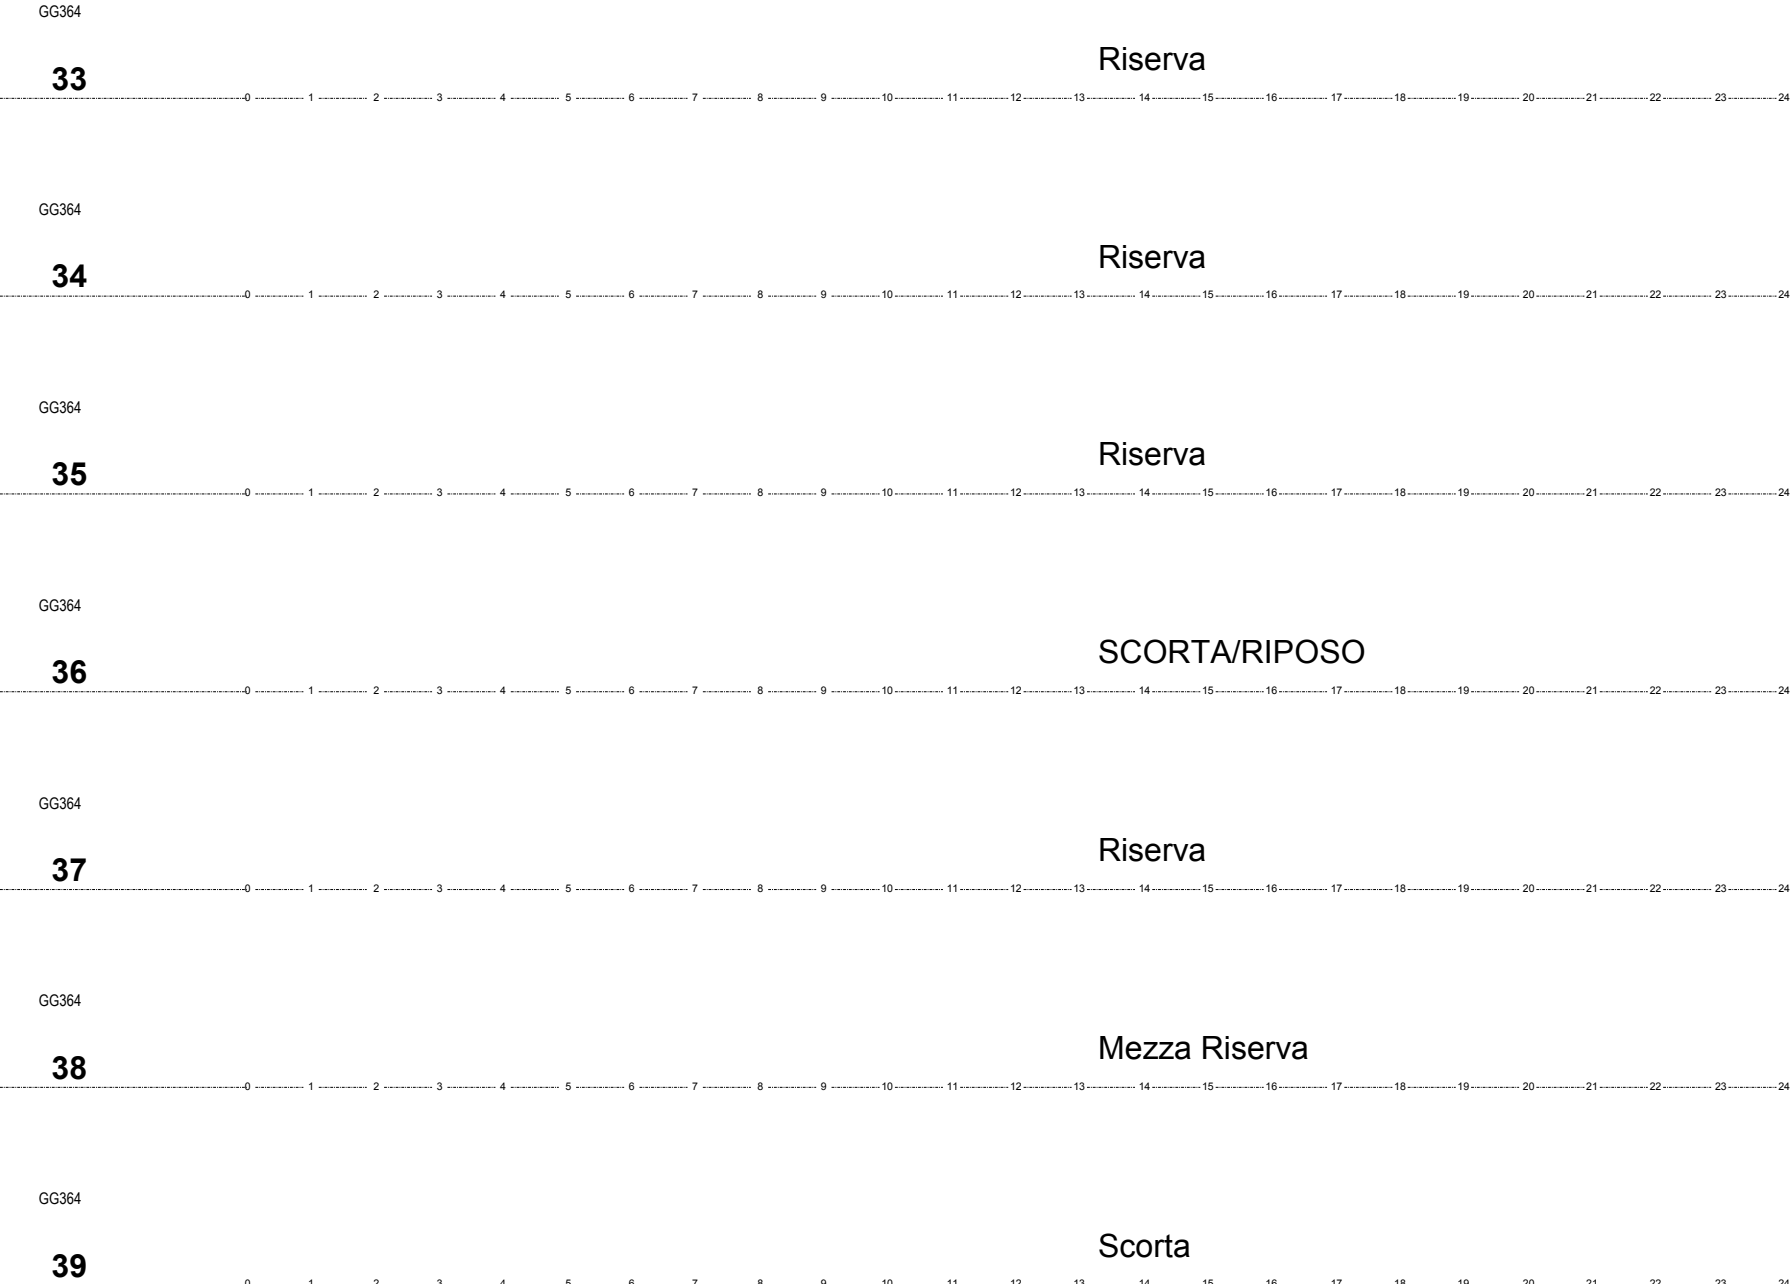 GG364
Riserva
33
0 1 2 3 4 5 6 7 8 9 10 11 12 13 14 15 16 17 18 19 20 21 22 23 24
GG364
Riserva
34
0 1 2 3 4 5 6 7 8 9 10 11 12 13 14 15 16 17 18 19 20 21 22 23 24
GG364
Riserva
35
0 1 2 3 4 5 6 7 8 9 10 11 12 13 14 15 16 17 18 19 20 21 22 23 24
GG364
SCORTA/RIPOSO
36
0 1 2 3 4 5 6 7 8 9 10 11 12 13 14 15 16 17 18 19 20 21 22 23 24
GG364
Riserva
37
0 1 2 3 4 5 6 7 8 9 10 11 12 13 14 15 16 17 18 19 20 21 22 23 24
GG364
Mezza Riserva
38
0 1 2 3 4 5 6 7 8 9 10 11 12 13 14 15 16 17 18 19 20 21 22 23 24
GG364
Scorta
39
0 1 2 3 4 5 6 7 8 9 10 11 12 13 14 15 16 17 18 19 20 21 22 23 24